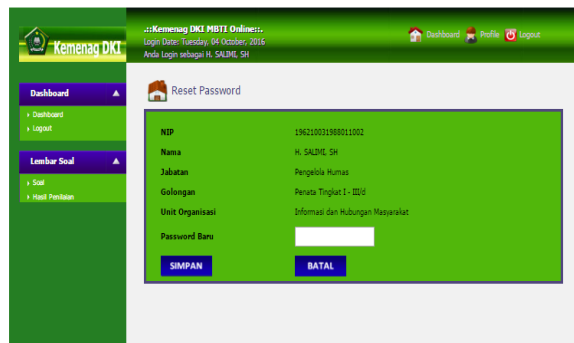 Kemenag DKI
.::Kemenag DKI MBTI Online::.
Login Date: Tuesday, 04 October, 2016
Anda Login sebagai H. SALIMI, SH
Dashboard Profile Logout
Dashboard
Dashboard
Logout
Lembar Soal
Soal
Hasil Penilaian
Reset Password
NIP 196210031988011002
Nama H. SALIMI, SH
Jabatan Pengelola Humas
Golongan Penata Tingkat I - III/d
Unit Organisasi Informasi dan Hubungan Masyarakat
Password Baru
SIMPAN BATAL